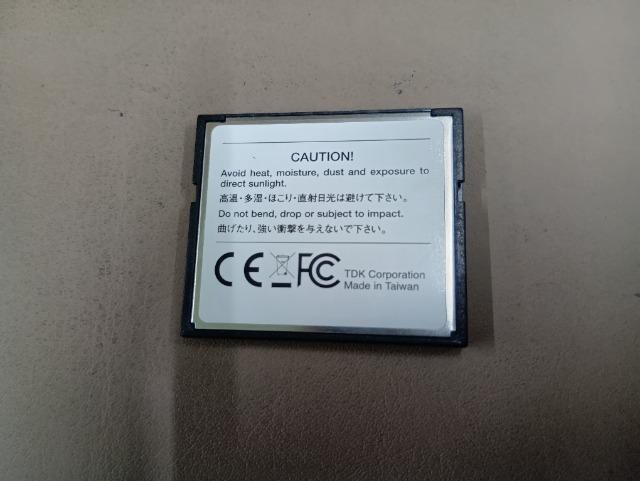 CAUTION!
Avoid heat, moisture, dust and exposure to
direct sunlight.
高温・多湿・ほこり・直射日光は避けて下さい。
Do not bend, drop or subject to impact.
曲げたり、強い衝撃を与えないで下さい。
CE FC TDK Corporation
Made in Taiwan